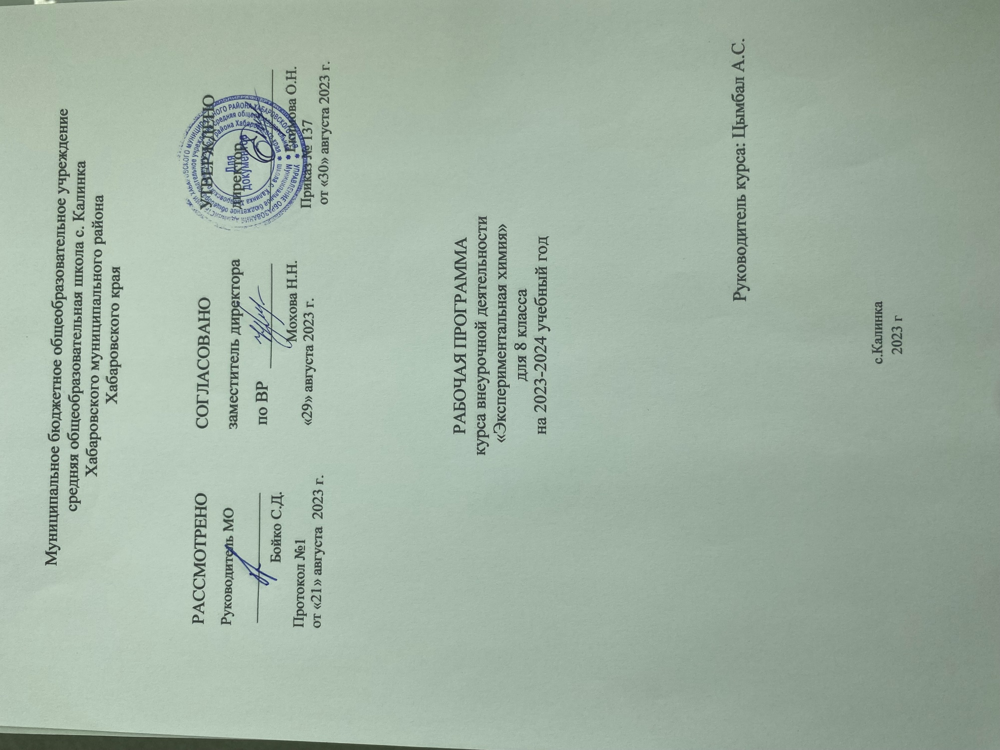 Муниципальное бюджетное общеобразовательное учреждение
средняя общеобразовательная школа с. Калинка
Хабаровского муниципального района
Хабаровского края
РАССМОТРЕНО
Руководитель МО
Бойко С.Д.
Протокол №1
от «21» августа 2023 г.
СОГЛАСОВАНО
заместитель директора
по ВР
Мохова Н.Н.
«29» августа 2023 г.
УТВЕРЖДЕНО
директор
Екимова О.Н.
Приказ № 137
от «30» августа 2023 г.
Для
документов
РАБОЧАЯ ПРОГРАММА
курса внеурочной деятельности
«Экспериментальная химия»
для 8 класса
на 2023-2024 учебный год
Руководитель курса: Цымбал А.С.
с.Калинка
2023 г